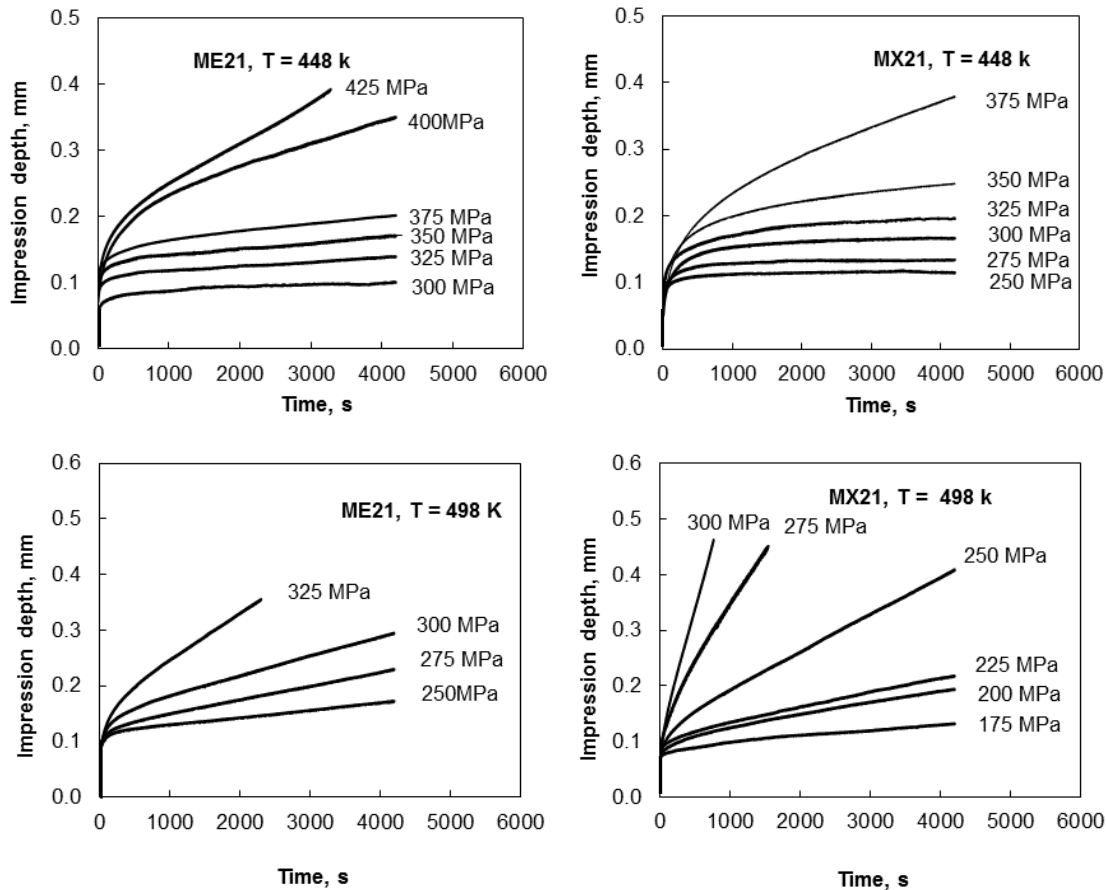 0.5
0.4
0.3
0.2
0.1
0.0
Impression depth, mm
ME21, T = 448 k
425 MPa
400MPa
375 MPa
350 MPa
325 MPa
300 MPa
0 1000 2000 3000 4000 5000 6000
Time, s
0.5
0.4
0.3
0.2
0.1
0.0
Impression depth, mm
MX21, T = 448 k
375 MPa
350 MPa
325 MPa
300 MPa
275 MPa
250 MPa
0 1000 2000 3000 4000 5000 6000
Time, s
0.6
0.5
0.4
0.3
0.2
0.1
0.0
Impression depth, mm
ME21, T = 498 K
325 MPa
300 MPa
275 MPa
250MPa
0 1000 2000 3000 4000 5000 6000
Time, s
0.6
0.5
0.4
0.3
0.2
0.1
0.0
Impression depth, mm
MX21, T = 498 k
300 MPa
275 MPa
250 MPa
225 MPa
200 MPa
175 MPa
0 1000 2000 3000 4000 5000 6000
Time, s